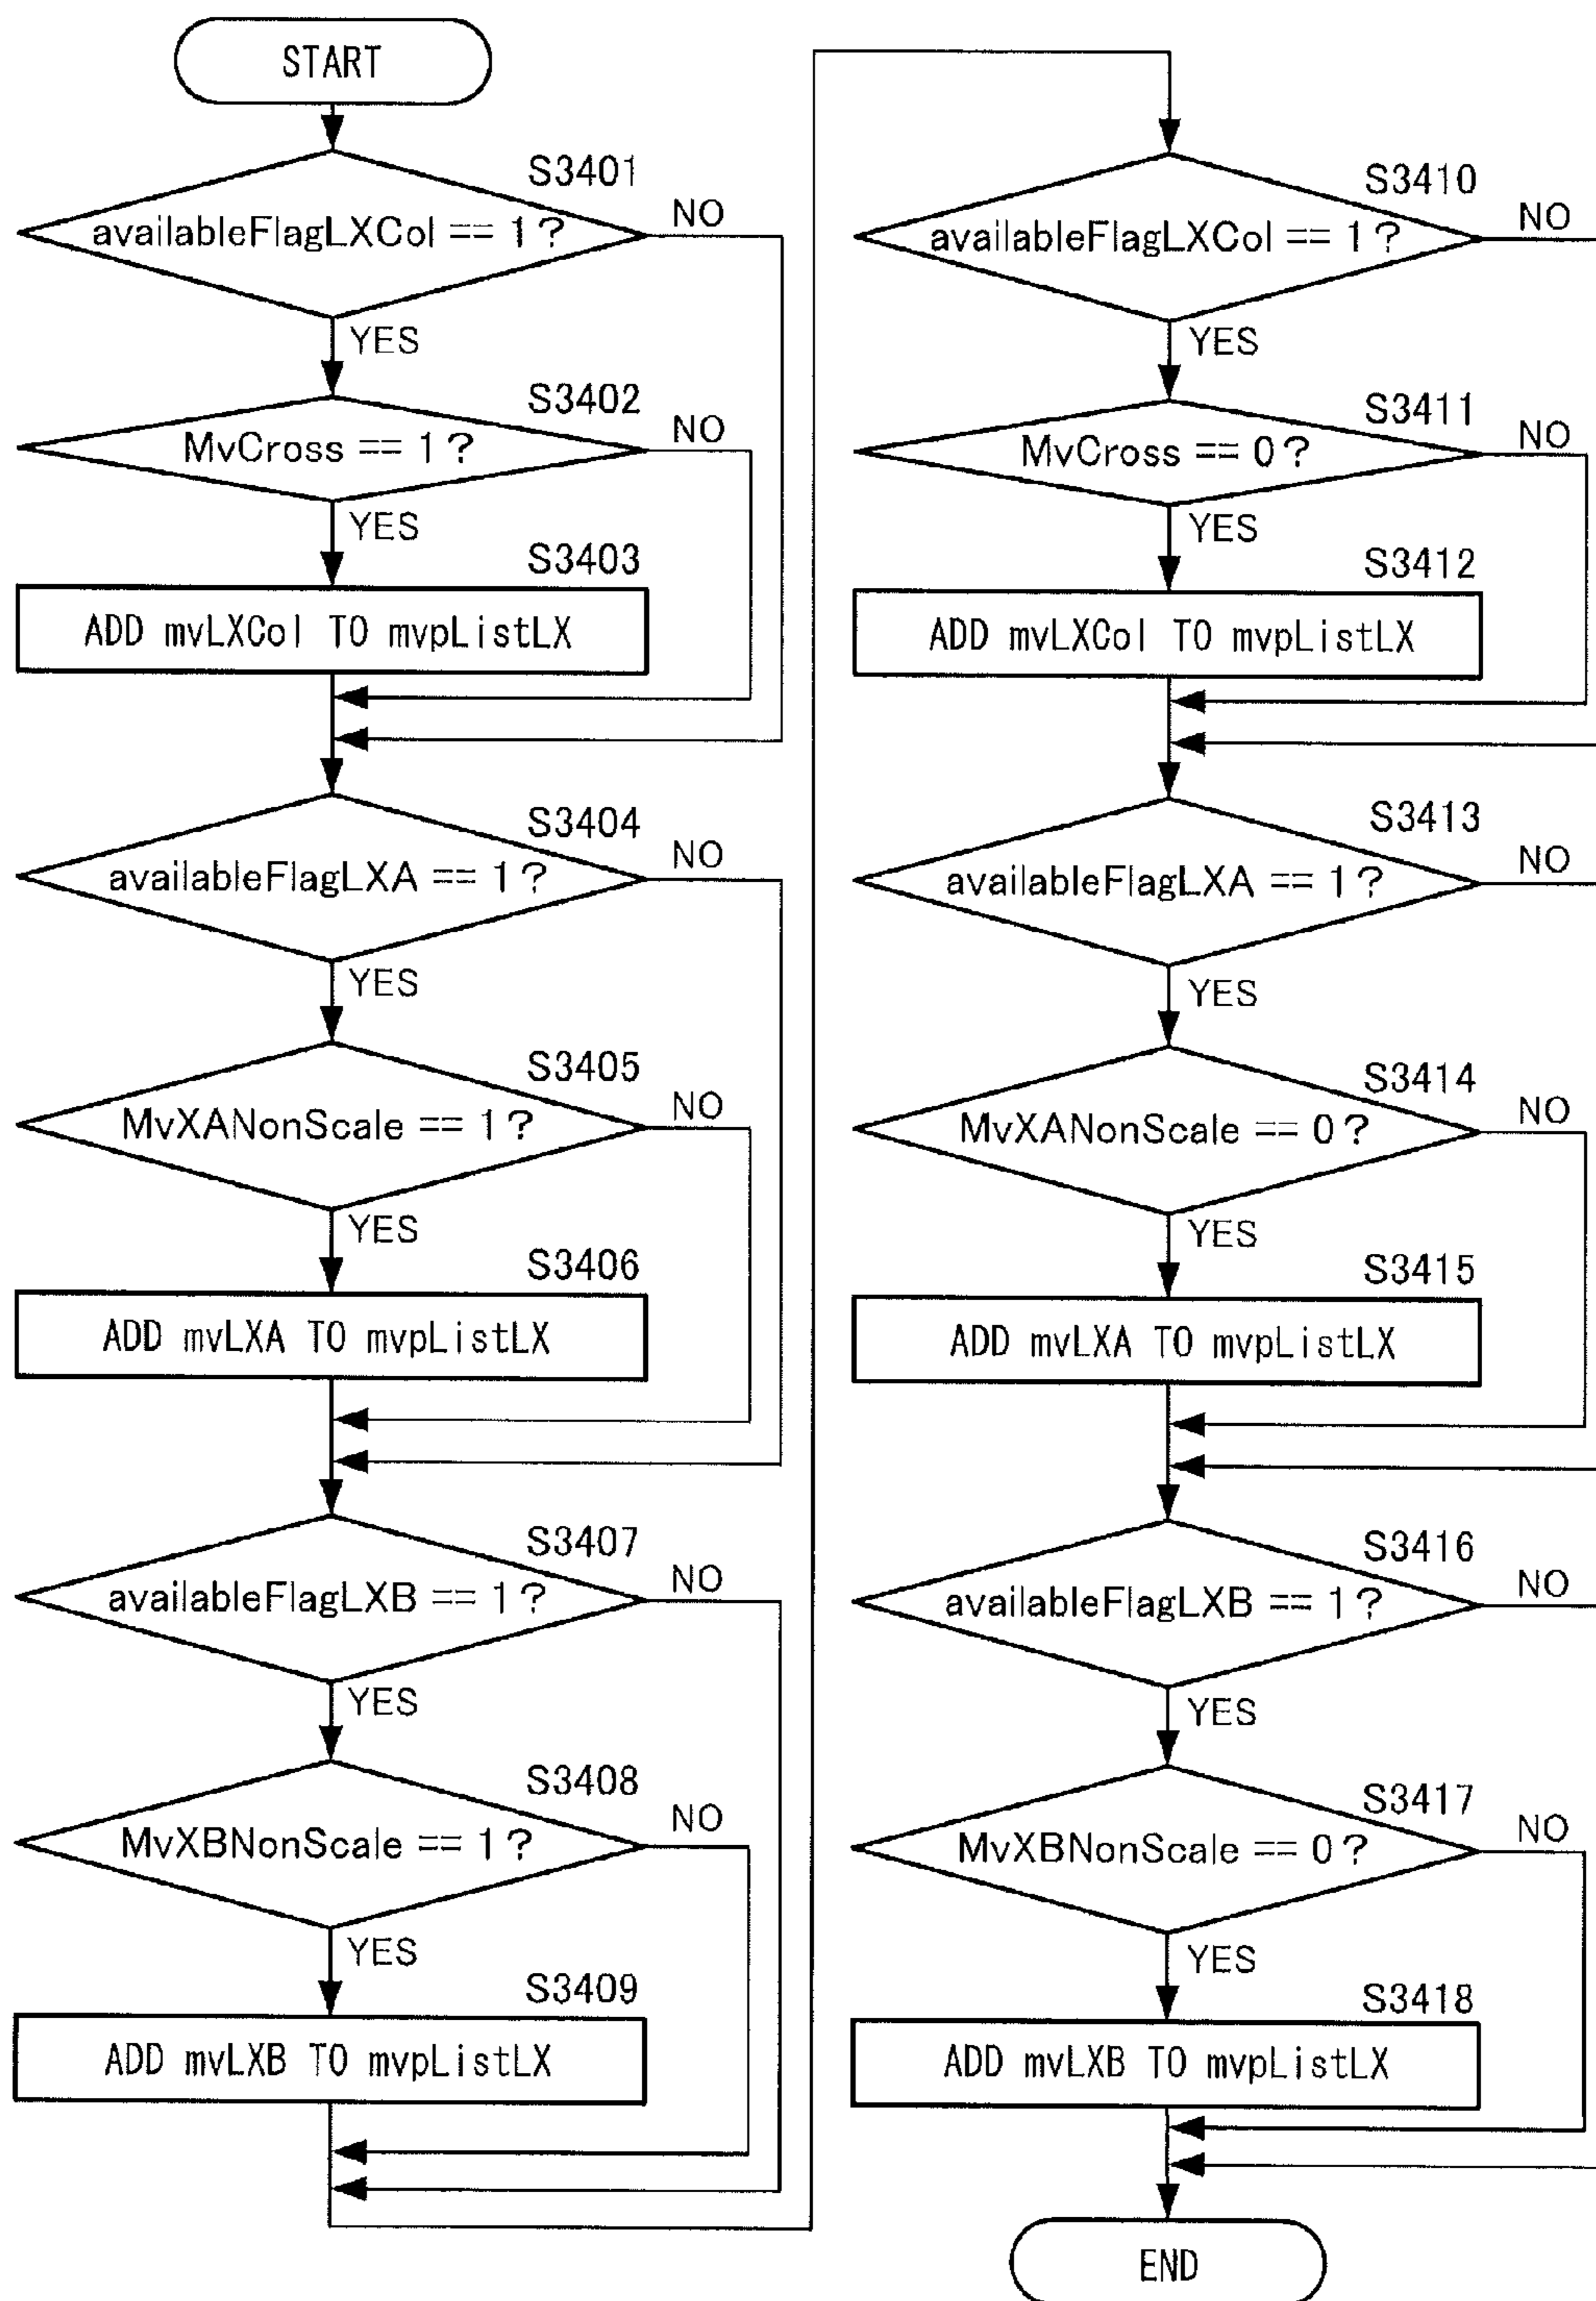 START
S3401
availableFlagLXCol == 1?
NO
YES
S3402
MvCross == 1?
NO
YES
S3403
ADD mvLXCol TO mvpListLX
S3404
availableFlagLXA == 1?
NO
YES
S3405
MvXANonScale == 1?
NO
YES
S3406
ADD mvLXA TO mvpListLX
S3407
availableFlagLXB == 1?
NO
YES
S3408
MvXBNonScale == 1?
NO
YES
S3409
ADD mvLXB TO mvpListLX
S3410
availableFlagLXCol == 1?
NO
YES
S3411
MvCross == 0?
NO
YES
S3412
ADD mvLXCol TO mvpListLX
S3413
availableFlagLXA == 1?
NO
YES
S3414
MvXANonScale == 0?
NO
YES
S3415
ADD mvLXA TO mvpListLX
S3416
availableFlagLXB == 1?
NO
YES
S3417
MvXBNonScale == 0?
NO
YES
S3418
ADD mvLXB TO mvpListLX
END